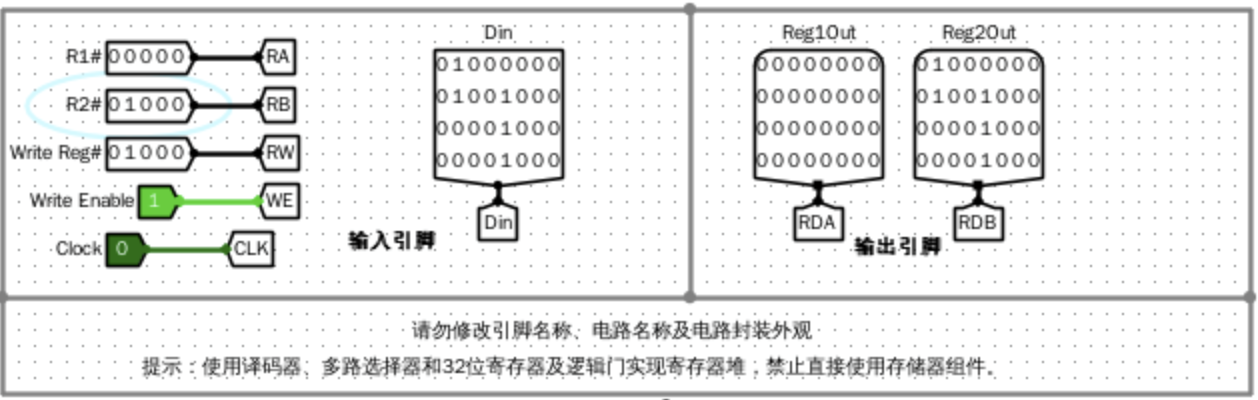 R1# 00000 RA
R2# 01000 RB
Write Reg# 01000 RW
Write Enable 1 WE
Clock 0 CLK
Din
01000000
01001000
00001000
00001000
Din
输入引脚
Reg1Out
00000000
00000000
00000000
00000000
RDA
Reg2Out
01000000
01001000
00001000
00001000
RDB
输出引脚
请勿修改引脚名称、电路名称及电路封装外观
提示：使用译码器、多路选择器和32位寄存器及逻辑门实现寄存器堆，禁止直接使用存储器组件。